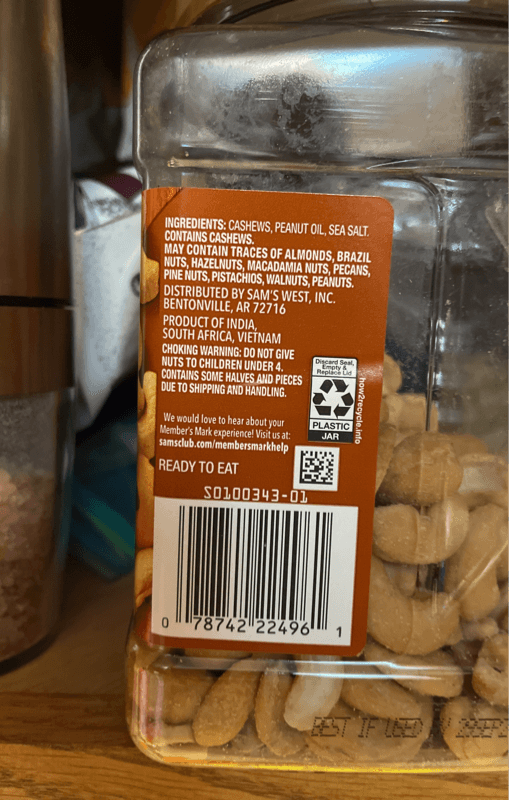 INGREDIENTS: CASHEWS, PEANUT OIL, SEA SALT.
CONTAINS CASHEWS.
MAY CONTAIN TRACES OF ALMONDS, BRAZIL
NUTS, HAZELNUTS, MACADAMIA NUTS, PECANS,
PINE NUTS, PISTACHIOS, WALNUTS, PEANUTS.
DISTRIBUTED BY SAM'S WEST, INC.
BENTONVILLE, AR 72716
PRODUCT OF INDIA,
SOUTH AFRICA, VIETNAM
CHOKING WARNING: DO NOT GIVE
NUTS TO CHILDREN UNDER 4.
CONTAINS SOME HALVES AND PIECES
DUE TO SHIPPING AND HANDLING.
Discard Seal,
Empty &
Replace Lid
PLASTIC
JAR
how2recycle.info
We would love to hear about your
Member's Mark experience! Visit us at:
samsclub.com/membersmarkhelp
READY TO EAT
SO100343-01
0 78742 22496 1
BEST IF USED